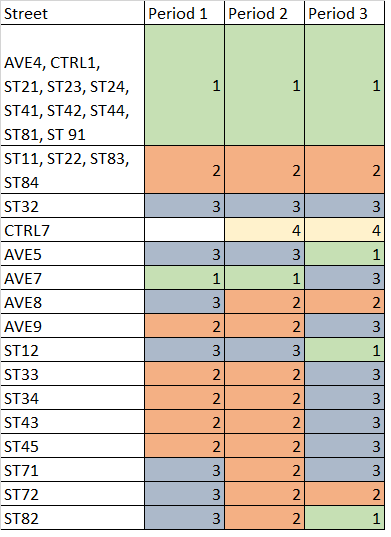 Street Period 1 Period 2 Period 3
AVE4, CTRL1,
ST21, ST23, ST24,
ST41, ST42, ST44,
ST81, ST 91 1 1 1
ST11, ST22, ST83,
ST84 2 2 2
ST32 3 3 3
CTRL7 4 4
AVE5 3 3 1
AVE7 1 1 3
AVE8 3 2 2
AVE9 2 2 3
ST12 3 3 1
ST33 2 2 3
ST34 2 2 3
ST43 2 2 3
ST45 2 2 3
ST71 3 2 3
ST72 3 2 2
ST82 3 2 1